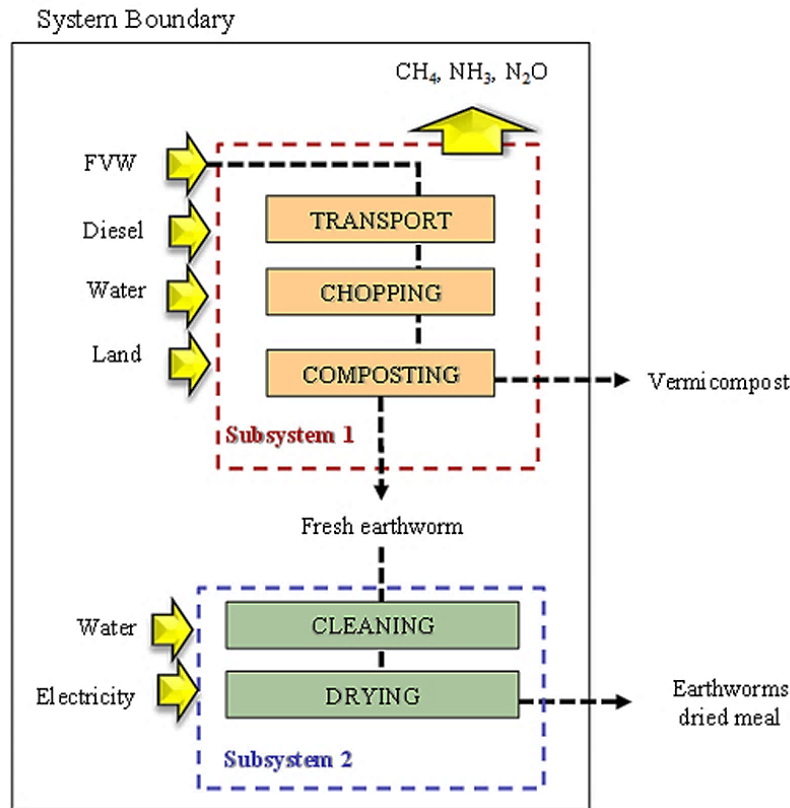 System Boundary
CH4, NH3, N2O
FVW
TRANSPORT
Diesel
Water
CHOPPING
Land
COMPOSTING
Vermicompost
Subsystem 1
Fresh earthworm
Water
CLEANING
Electricity
DRYING
Earthworms
dried meal
Subsystem 2